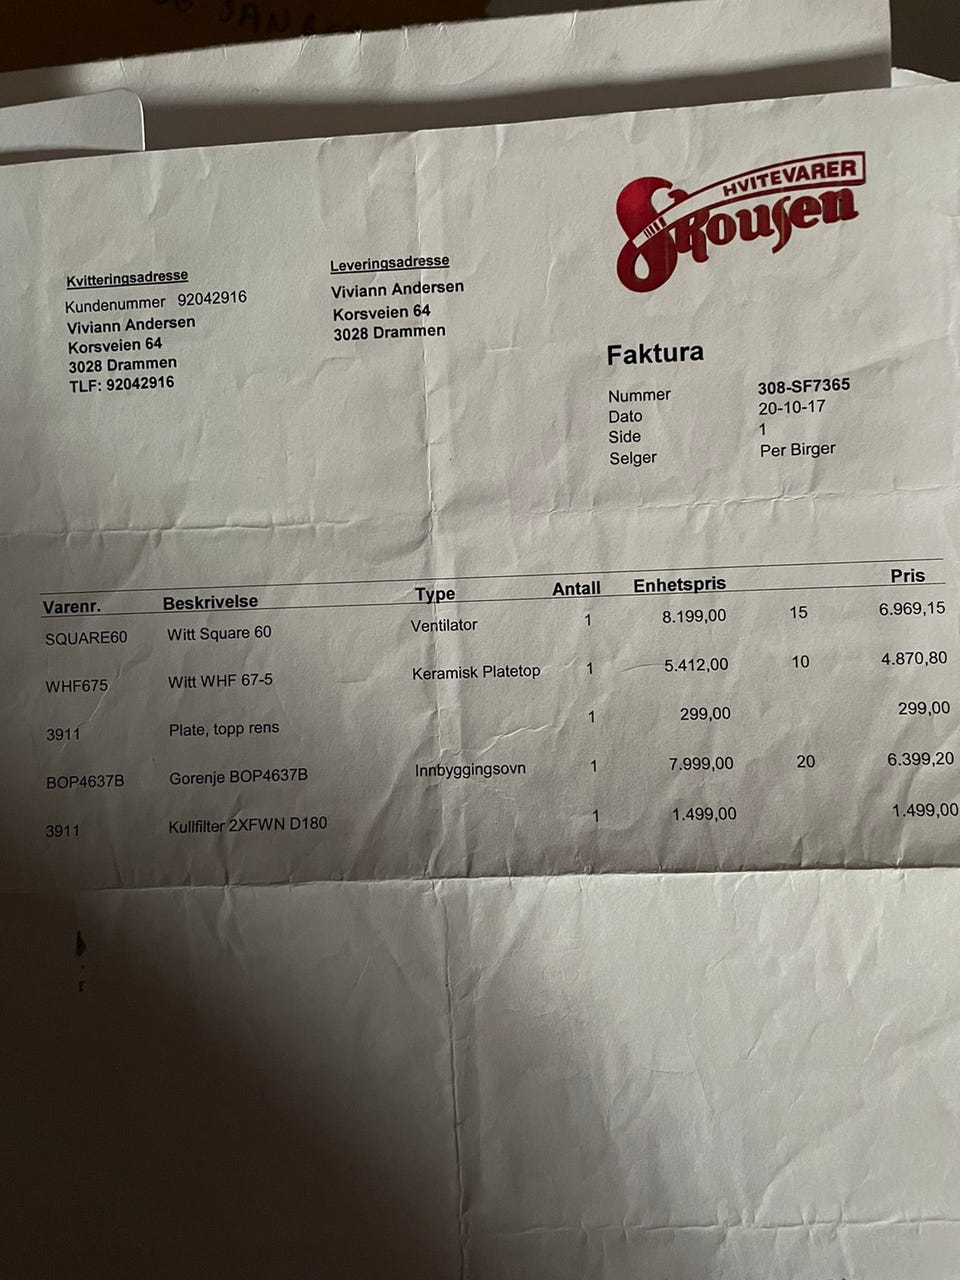 SAN
HVITEVARER
Skousen
Kvitteringsadresse
Kundenummer 92042916
Viviann Andersen
Korsveien 64
3028 Drammen
TLF: 92042916
Leveringsadresse
Viviann Andersen
Korsveien 64
3028 Drammen
Faktura
Nummer 308-SF7365
Dato 20-10-17
Side 1
Selger Per Birger
Varenr. Beskrivelse Type Antall Enhetspris Pris
SQUARE60 Witt Square 60 Ventilator 1 8.199,00 15 6.969,15
WHF675 Witt WHF 67-5 Keramisk Platetop 1 5.412,00 10 4.870,80
3911 Plate, topp rens 1 299,00 299,00
BOP4637B Gorenje BOP4637B Innbyggingsovn 1 7.999,00 20 6.399,20
3911 Kullfilter 2XFWN D180 1 1.499,00 1.499,00